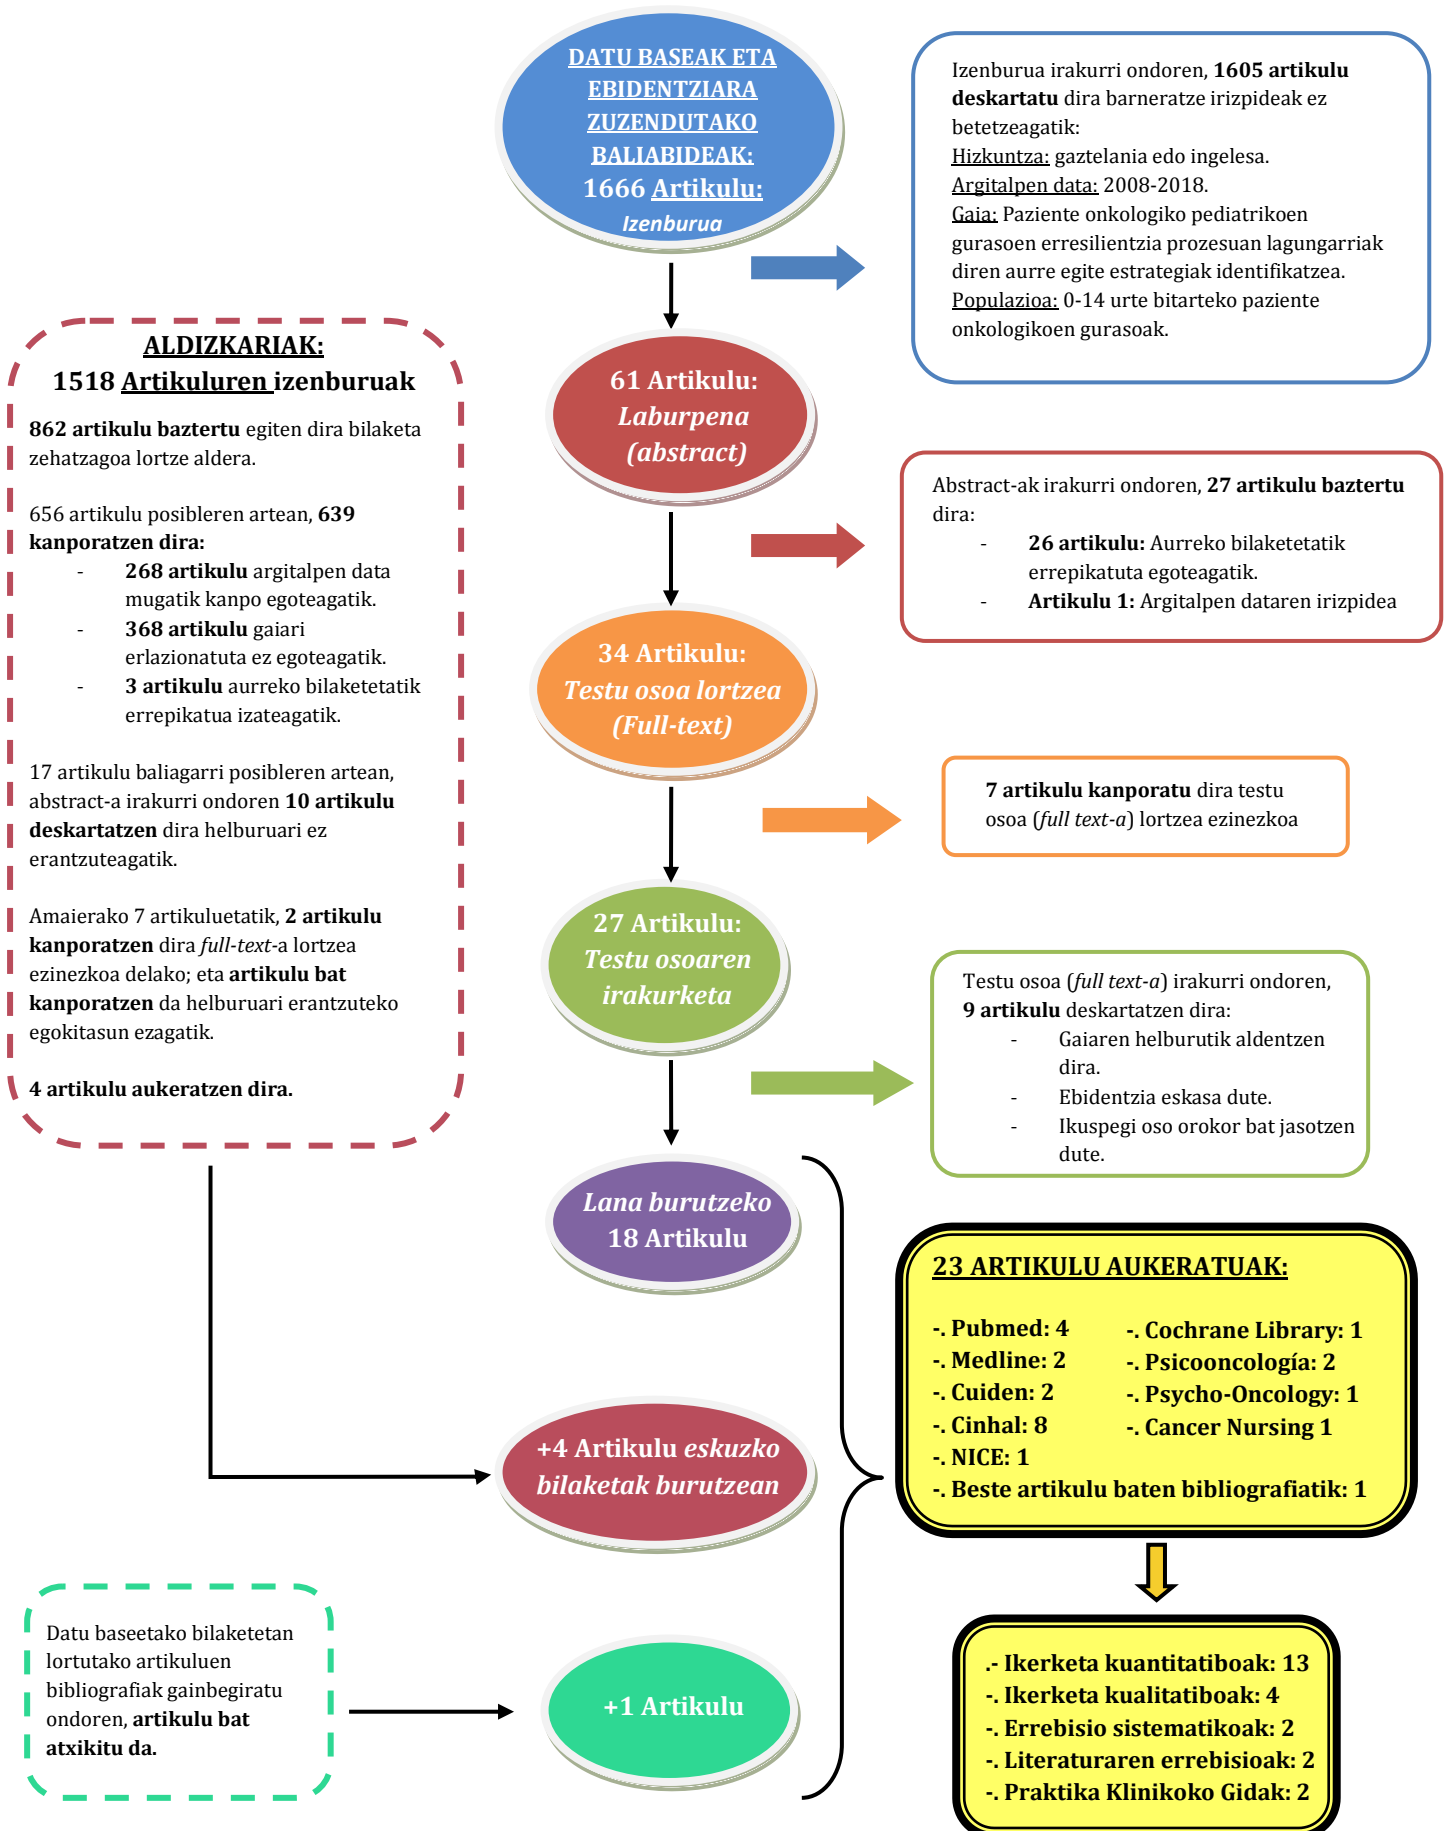 DATU BASEAK ETA
EBIDENTZIARA
ZUZENDUTAKO
BALIABIDEAK:
1666 Artikulu:
Izenburua
Izenburua irakurri ondoren, 1605 artikulu
deskartatu dira barneratze irizpideak ez
betetzeagatik:
Hizkuntza: gaztelania edo ingelesa.
Argitalpen data: 2008-2018.
Gaia: Paziente onkologiko pediatrikoen
gurasoen erresilientzia prozesuan lagungarriak
diren aurre egite estrategiak identifikatzea.
Populazioa: 0-14 urte bitarteko paziente
onkologikoen gurasoak.
ALDIZKARIAK:
1518 Artikuluren izenburuak
862 artikulu baztertu egiten dira bilaketa
zehatzagoa lortze aldera.
656 artikulu posibleren artean, 639
kanporatzen dira:
- 268 artikulu argitalpen data
mugatik kanpo egoteagatik.
- 368 artikulu gaiari
erlazionatuta ez egoteagatik.
- 3 artikulu aurreko bilaketetatik
errepikatua izateagatik.
17 artikulu baliagarri posibleren artean,
abstract-a irakurri ondoren 10 artikulu
deskartatzen dira helburuari ez
erantzuteagatik.
Amaierako 7 artikuluetatik, 2 artikulu
kanporatzen dira full-text-a lortzea
ezinezkoa delako; eta artikulu bat
kanporatzen da helburuari erantzuteko
egokitasun ezagatik.
4 artikulu aukeratzen dira.
61 Artikulu:
Laburpena
(abstract)
Abstract-ak irakurri ondoren, 27 artikulu baztertu
dira:
- 26 artikulu: Aurreko bilaketetatik
errepikatuta egoteagatik.
- Artikulu 1: Argitalpen dataren irizpidea
34 Artikulu:
Testu osoa lortzea
(Full-text)
7 artikulu kanporatu dira testu
osoa (full text-a) lortzea ezinezkoa
27 Artikulu:
Testu osoaren
irakurketa
Testu osoa (full text-a) irakurri ondoren,
9 artikulu deskartatzen dira:
- Gaiaren helburutik aldentzen
dira.
- Ebidentzia eskasa dute.
- Ikuspegi oso orokor bat jasotzen
dute.
Lana burutzeko
18 Artikulu
+4 Artikulu eskuzko
bilaketak burutzean
Datu baseetako bilaketetan
lortutako artikuluen
bibliografiak gainbegiratu
ondoren, artikulu bat
atxikitu da.
+1 Artikulu
23 ARTIKULU AUKERATUAK:
-. Pubmed: 4 -. Cochrane Library: 1
-. Medline: 2 -. Psicooncología: 2
-. Cuiden: 2 -. Psycho-Oncology: 1
-. Cinhal: 8 -. Cancer Nursing 1
-. NICE: 1
-. Beste artikulu baten bibliografiatik: 1
.- Ikerketa kuantitatiboak: 13
-. Ikerketa kualitatiboak: 4
-. Errebisio sistematikoak: 2
-. Literaturaren errebisioak: 2
-. Praktika Klinikoko Gidak: 2